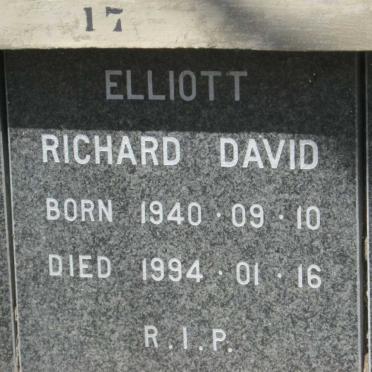 17
ELLIOTT
RICHARD DAVID
BORN 1940·09·10
DIED 1994·01·16
R.I.P.